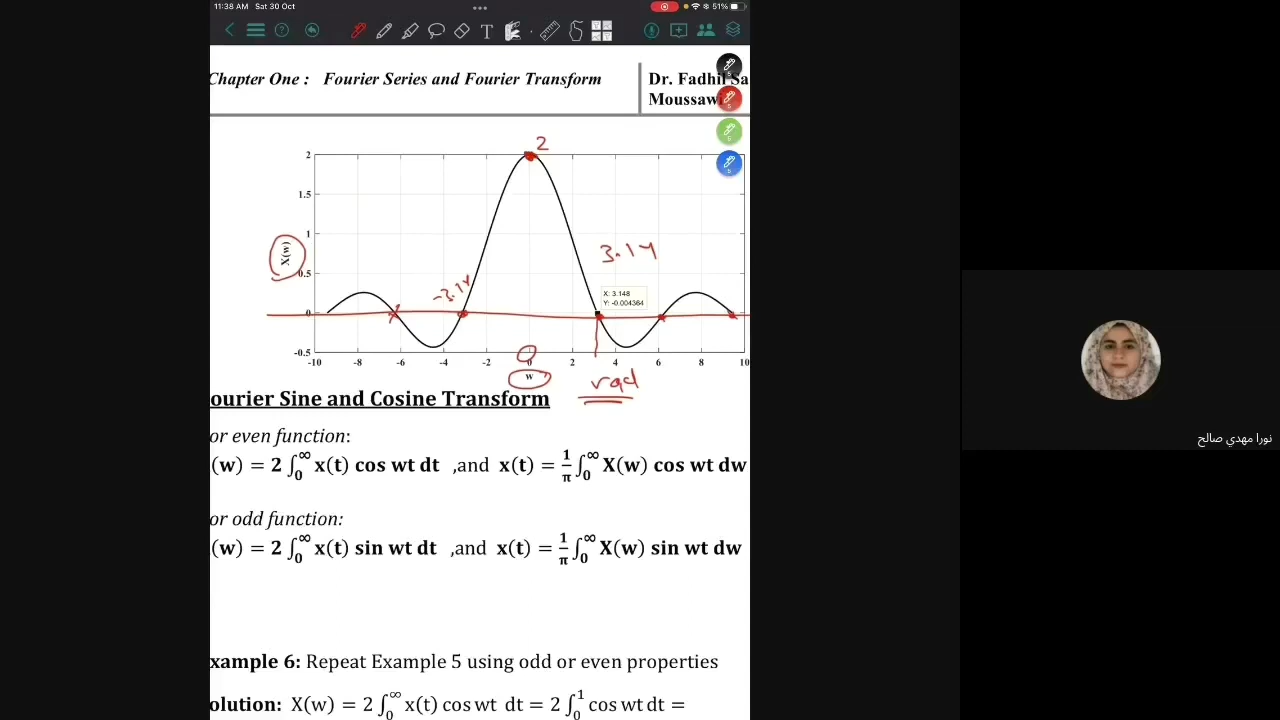 11:38 AM Sat 30 Oct
51%
Chapter One : Fourier Series and Fourier Transform
Dr. Fadhil Sa
Moussaw
5
5
5
5
2
2
1.5
1
0.5
0
-0.5
X(w)
3.14
-3.14
X: 3.148
Y: -0.004364
-10 -8 -6 -4 -2 0 2 4 6 8 10
0
w
rad
ourier Sine and Cosine Transform
or even function:
(w) = 2 ∫₀^∞ x(t) cos wt dt ,and x(t) = 1/π ∫₀^∞ X(w) cos wt dw
or odd function:
(w) = 2 ∫₀^∞ x(t) sin wt dt ,and x(t) = 1/π ∫₀^∞ X(w) sin wt dw
xample 6: Repeat Example 5 using odd or even properties
olution: X(w) = 2 ∫₀^∞ x(t) cos wt dt = 2 ∫₀^1 cos wt dt =
نورا مهدي صالح